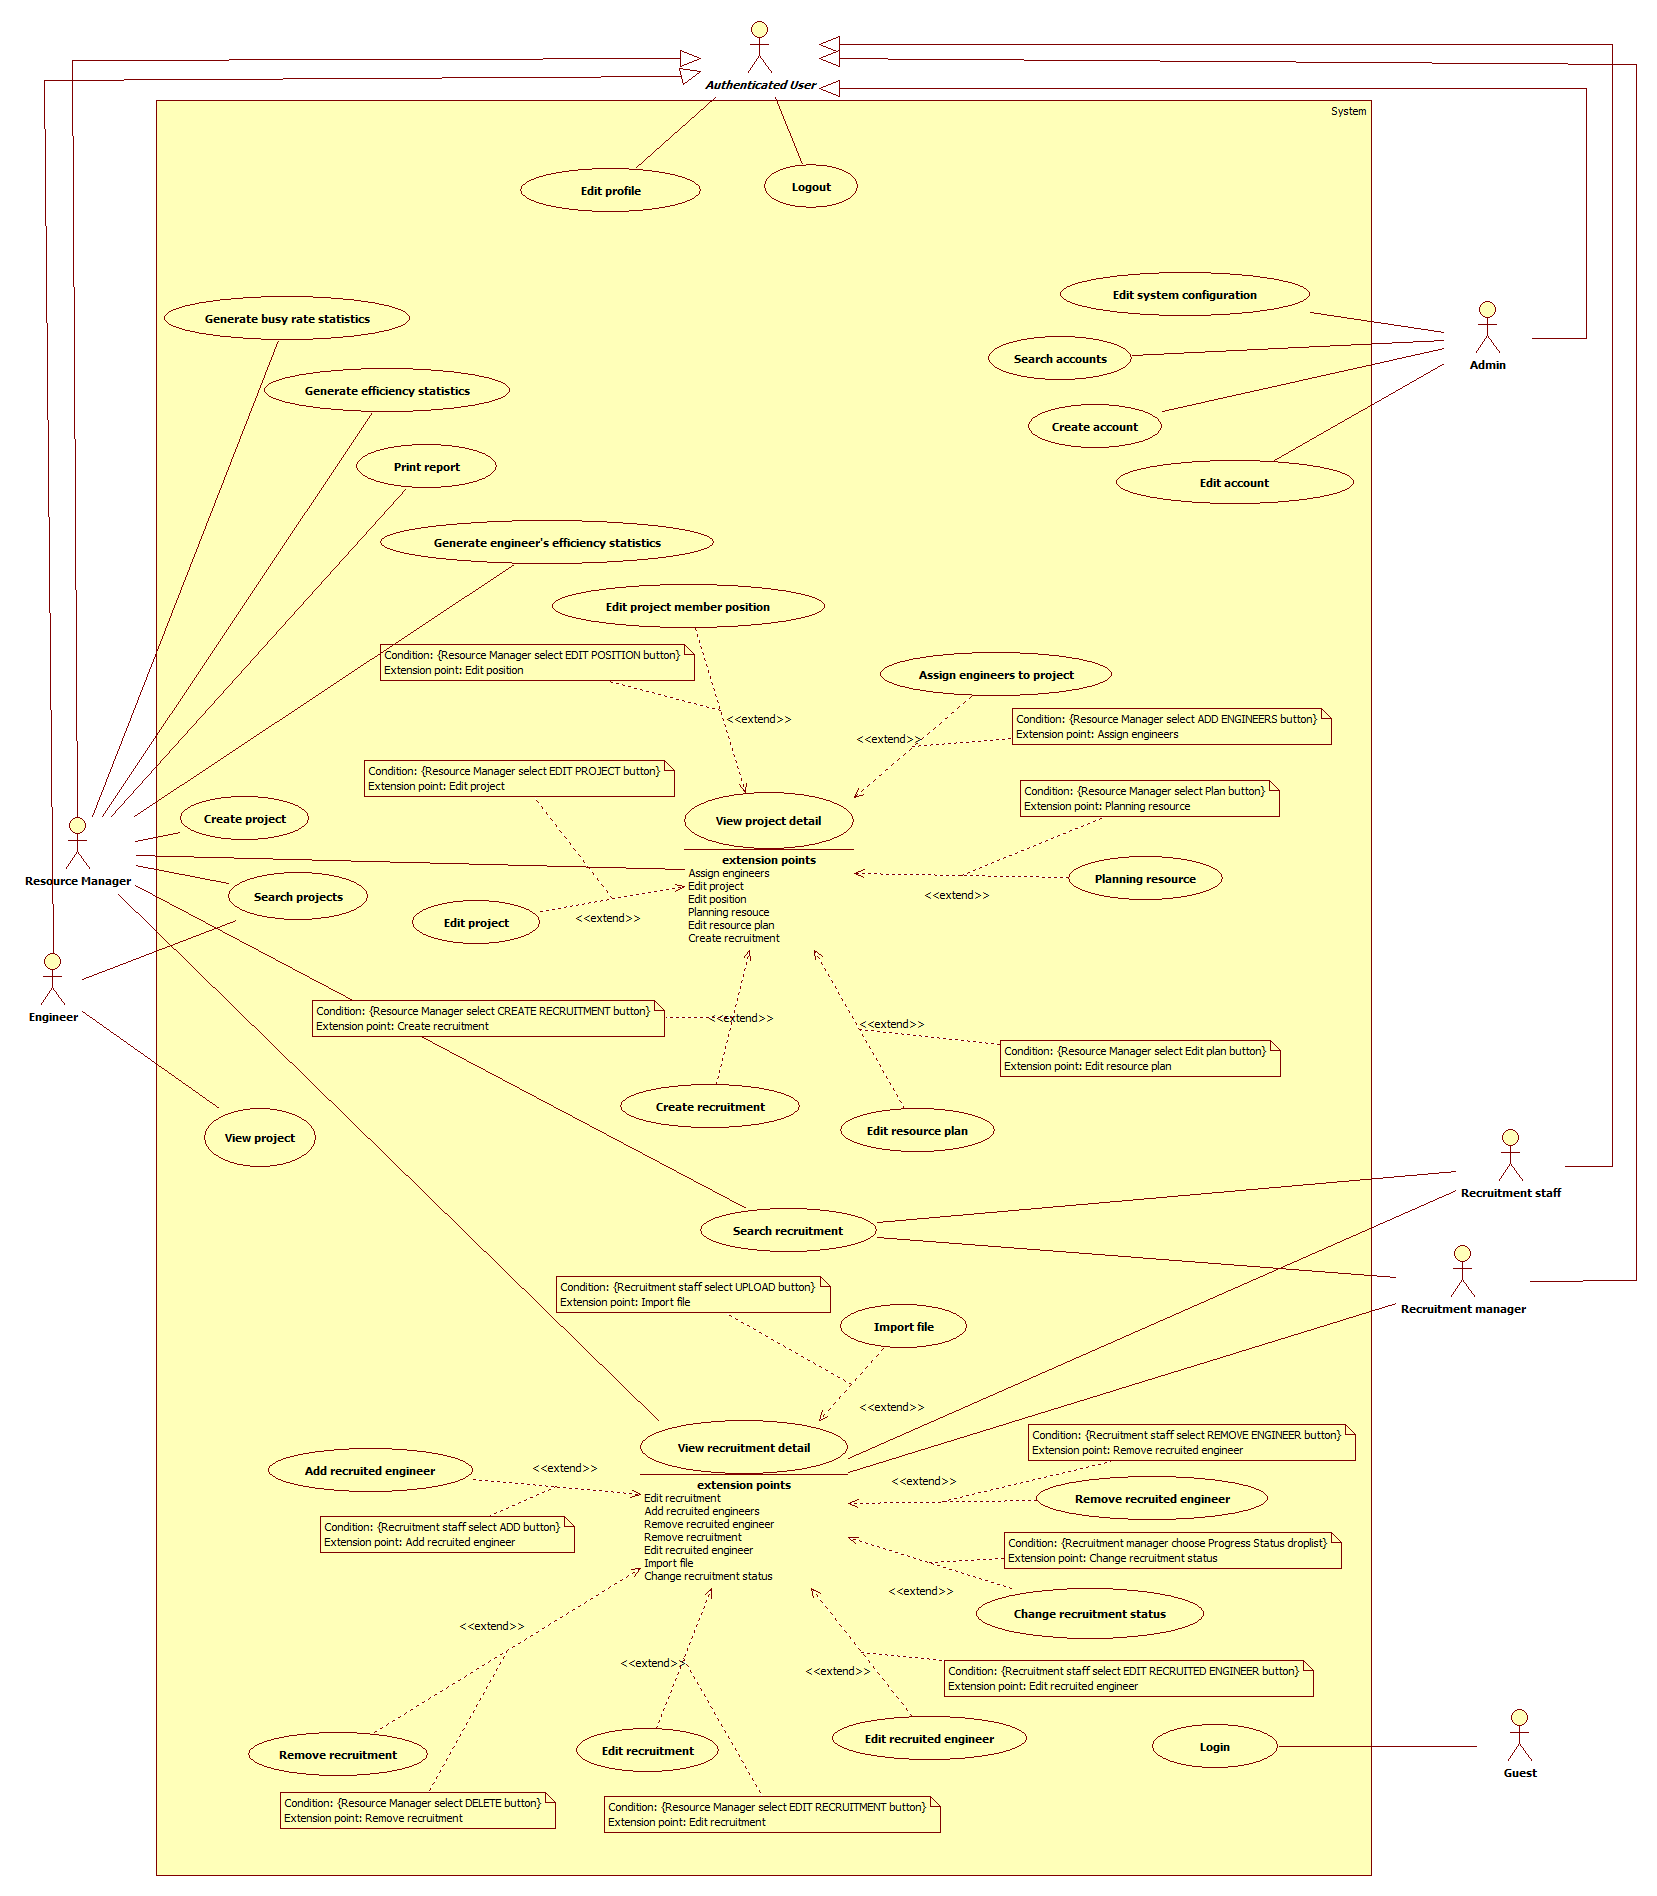 Authenticated User
System
Edit profile
Logout
Edit system configuration
Generate busy rate statistics
Search accounts
Admin
Generate efficiency statistics
Create account
Print report
Edit account
Generate engineer's efficiency statistics
Edit project member position
Condition: {Resource Manager select EDIT POSITION button}
Extension point: Edit position
Assign engineers to project
<<extend>>
Condition: {Resource Manager select ADD ENGINEERS button}
Extension point: Assign engineers
<<extend>>
Condition: {Resource Manager select EDIT PROJECT button}
Extension point: Edit project
Condition: {Resource Manager select Plan button}
Extension point: Planning resource
Create project
View project detail
extension points
Assign engineers
Edit project
Edit position
Planning resouce
Edit resource plan
Create recruitment
Resource Manager
Planning resource
<<extend>>
Search projects
Edit project
<<extend>>
Engineer
Condition: {Resource Manager select CREATE RECRUITMENT button}
Extension point: Create recruitment
<<extend>>
<<extend>>
Condition: {Resource Manager select Edit plan button}
Extension point: Edit resource plan
Create recruitment
Edit resource plan
View project
Recruitment staff
Search recruitment
Condition: {Recruitment staff select UPLOAD button}
Extension point: Import file
Recruitment manager
Import file
<<extend>>
View recruitment detail
extension points
Edit recruitment
Add recruited engineers
Remove recruited engineer
Remove recruitment
Edit recruited engineer
Import file
Change recruitment status
Condition: {Recruitment staff select REMOVE ENGINEER button}
Extension point: Remove recruited engineer
Add recruited engineer
<<extend>>
<<extend>>
Remove recruited engineer
Condition: {Recruitment staff select ADD button}
Extension point: Add recruited engineer
Condition: {Recruitment manager choose Progress Status droplist}
Extension point: Change recruitment status
<<extend>>
Change recruitment status
<<extend>>
<<extend>>
<<extend>>
Condition: {Recruitment staff select EDIT RECRUITED ENGINEER button}
Extension point: Edit recruited engineer
Remove recruitment
Edit recruitment
Edit recruited engineer
Login
Guest
Condition: {Resource Manager select DELETE button}
Extension point: Remove recruitment
Condition: {Resource Manager select EDIT RECRUITMENT button}
Extension point: Edit recruitment